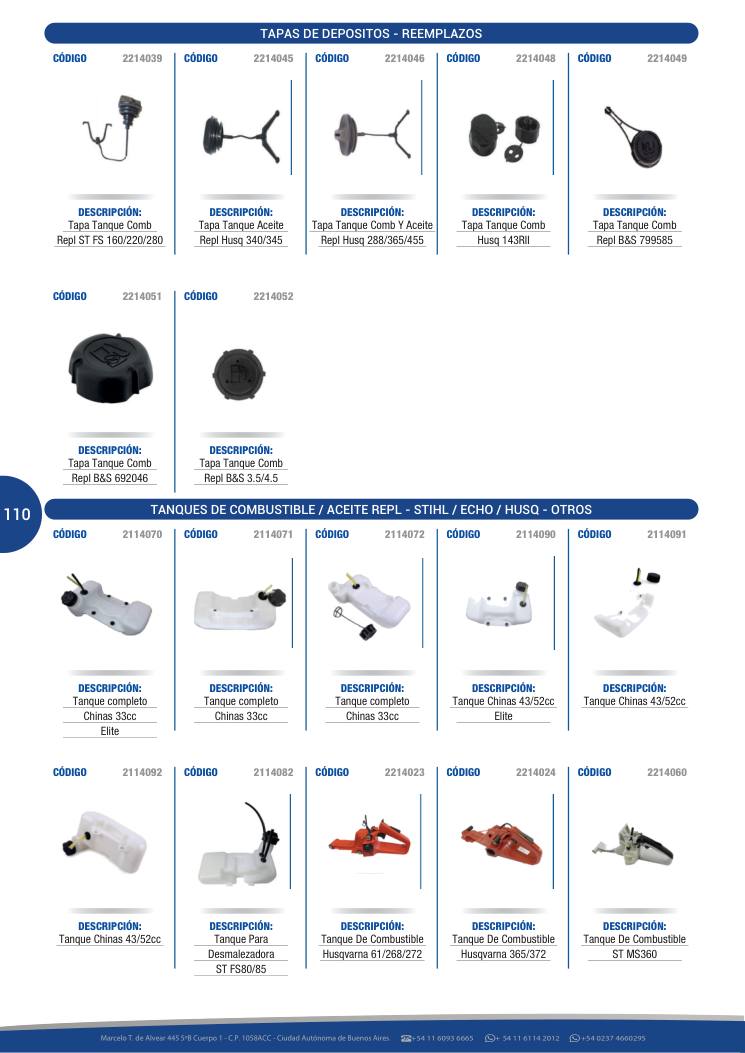 TAPAS DE DEPOSITOS - REEMPLAZOS
CÓDIGO 2214039
DESCRIPCIÓN:
Tapa Tanque Comb
Repl ST FS 160/220/280
CÓDIGO 2214045
DESCRIPCIÓN:
Tapa Tanque Aceite
Repl Husq 340/345
CÓDIGO 2214046
DESCRIPCIÓN:
Tapa Tanque Comb Y Aceite
Repl Husq 288/365/455
CÓDIGO 2214048
DESCRIPCIÓN:
Tapa Tanque Comb
Husq 143RII
CÓDIGO 2214049
DESCRIPCIÓN:
Tapa Tanque Comb
Repl B&S 799585
CÓDIGO 2214051
DESCRIPCIÓN:
Tapa Tanque Comb
Repl B&S 692046
CÓDIGO 2214052
DESCRIPCIÓN:
Tapa Tanque Comb
Repl B&S 3.5/4.5
110
TANQUES DE COMBUSTIBLE / ACEITE REPL - STIHL / ECHO / HUSQ - OTROS
CÓDIGO 2114070
DESCRIPCIÓN:
Tanque completo
Chinas 33cc
Elite
CÓDIGO 2114071
DESCRIPCIÓN:
Tanque completo
Chinas 33cc
CÓDIGO 2114072
DESCRIPCIÓN:
Tanque completo
Chinas 33cc
CÓDIGO 2114090
DESCRIPCIÓN:
Tanque Chinas 43/52cc
Elite
CÓDIGO 2114091
DESCRIPCIÓN:
Tanque Chinas 43/52cc
CÓDIGO 2114092
DESCRIPCIÓN:
Tanque Chinas 43/52cc
CÓDIGO 2114082
DESCRIPCIÓN:
Tanque Para
Desmalezadora
ST FS80/85
CÓDIGO 2214023
DESCRIPCIÓN:
Tanque De Combustible
Husqvarna 61/268/272
CÓDIGO 2214024
DESCRIPCIÓN:
Tanque De Combustible
Husqvarna 365/372
CÓDIGO 2214060
DESCRIPCIÓN:
Tanque De Combustible
ST MS360
Marcelo T. de Alvear 445 5ºB Cuerpo 1 - C.P. 1058ACC - Ciudad Autónoma de Buenos Aires. +54 11 6093 6665 + 54 11 6114 2012 +54 0237 4660295